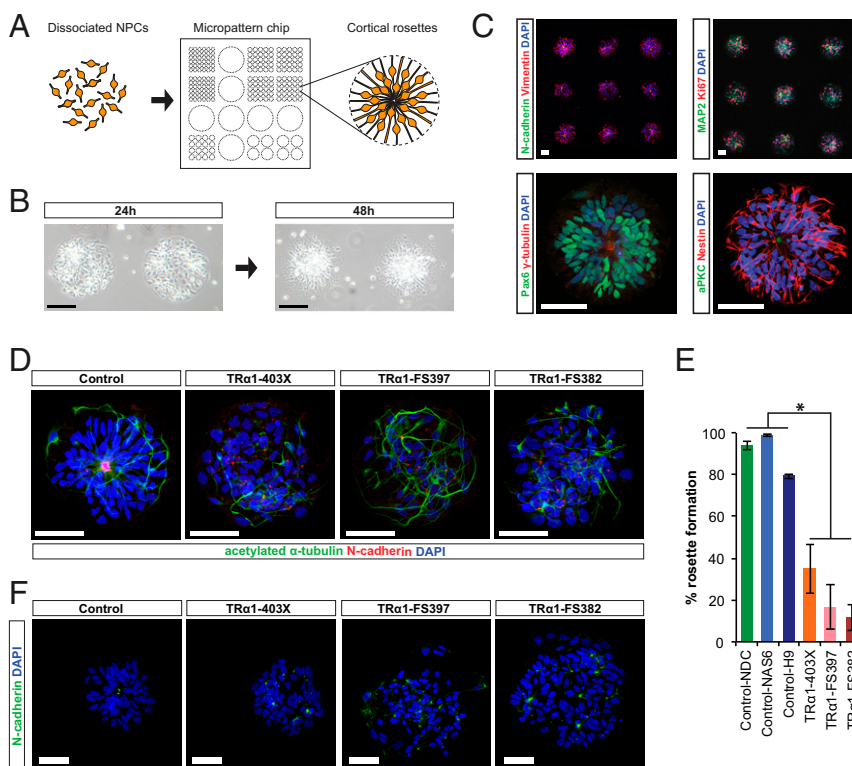 A
Dissociated NPCs
Micropattern chip
Cortical rosettes
B
24h
48h
C
N-cadherin Vimentin DAPI
MAP2 Ki67 DAPI
Pax6 γ-tubulin DAPI
aPKC Nestin DAPI
D
Control
TRα1-403X
TRα1-FS397
TRα1-FS382
acetylated α-tubulin N-cadherin DAPI
E
*
100
80
60
40
20
0
% rosette formation
Control-NDC
Control-NAS6
Control-H9
TRα1-403X
TRα1-FS397
TRα1-FS382
F
Control
TRα1-403X
TRα1-FS397
TRα1-FS382
N-cadherin DAPI